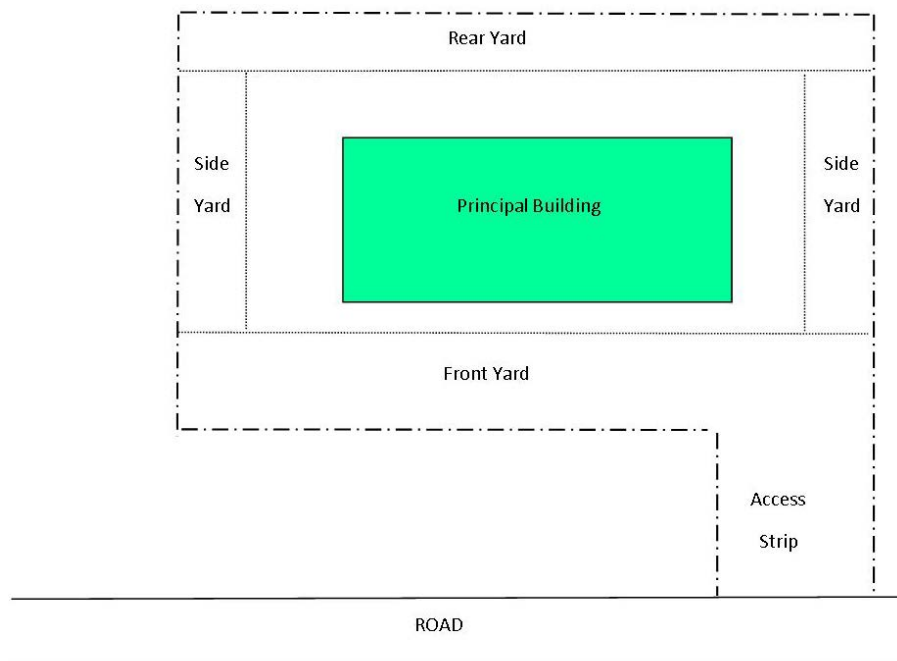 Rear Yard
Side
Yard
Principal Building
Side
Yard
Front Yard
Access
Strip
ROAD